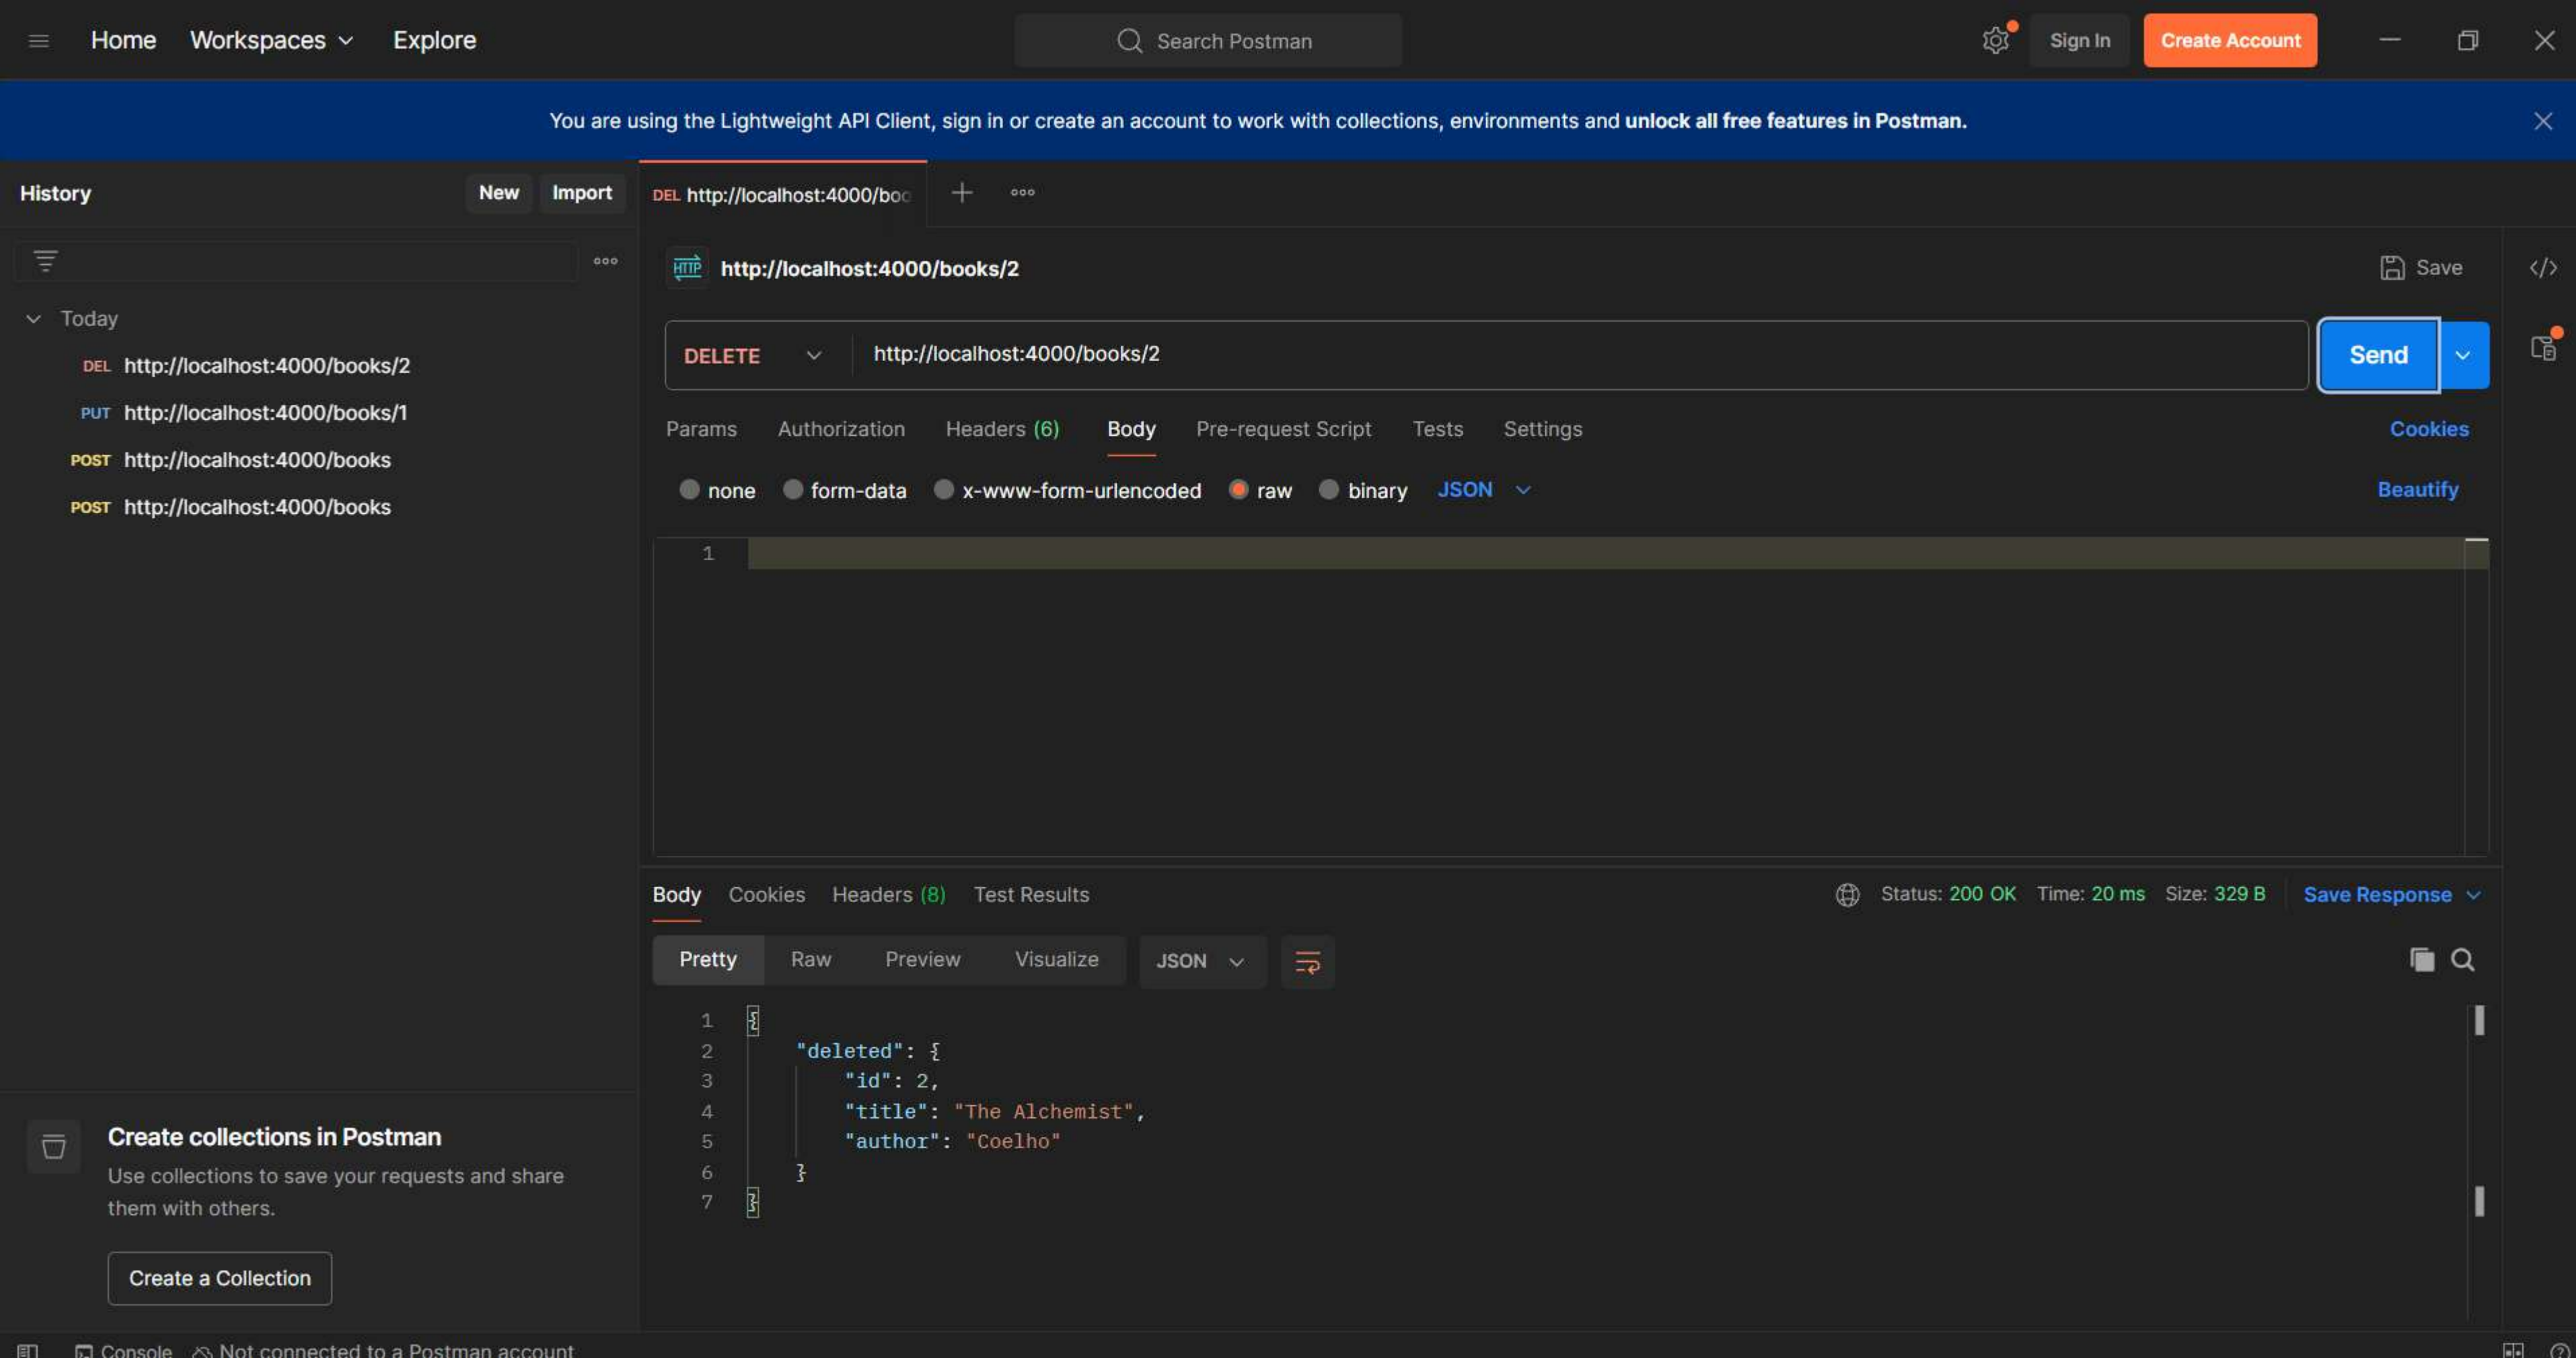 Home Workspaces Explore Search Postman Sign In Create Account
You are using the Lightweight API Client, sign in or create an account to work with collections, environments and unlock all free features in Postman.
History New Import
DEL http://localhost:4000/boo
Today
DEL http://localhost:4000/books/2
PUT http://localhost:4000/books/1
POST http://localhost:4000/books
POST http://localhost:4000/books
HTTP http://localhost:4000/books/2 Save
DELETE http://localhost:4000/books/2 Send
Params Authorization Headers (6) Body Pre-request Script Tests Settings Cookies
none form-data x-www-form-urlencoded raw binary JSON Beautify
1
Body Cookies Headers (8) Test Results Status: 200 OK Time: 20 ms Size: 329 B Save Response
Pretty Raw Preview Visualize JSON
1 {
2 "deleted": {
3 "id": 2,
4 "title": "The Alchemist",
5 "author": "Coelho"
6 }
7 }
Create collections in Postman
Use collections to save your requests and share
them with others.
Create a Collection
Console Not connected to a Postman account